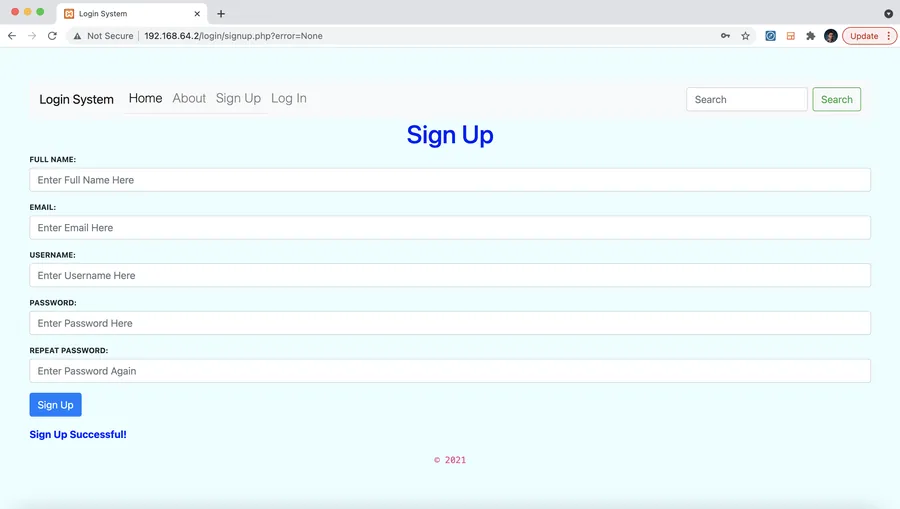 Login System
Not Secure | 192.168.64.2/login/signup.php?error=None
Update
Login System Home About Sign Up Log In Search Search
Sign Up
FULL NAME:
Enter Full Name Here
EMAIL:
Enter Email Here
USERNAME:
Enter Username Here
PASSWORD:
Enter Password Here
REPEAT PASSWORD:
Enter Password Again
Sign Up
Sign Up Successful!
© 2021